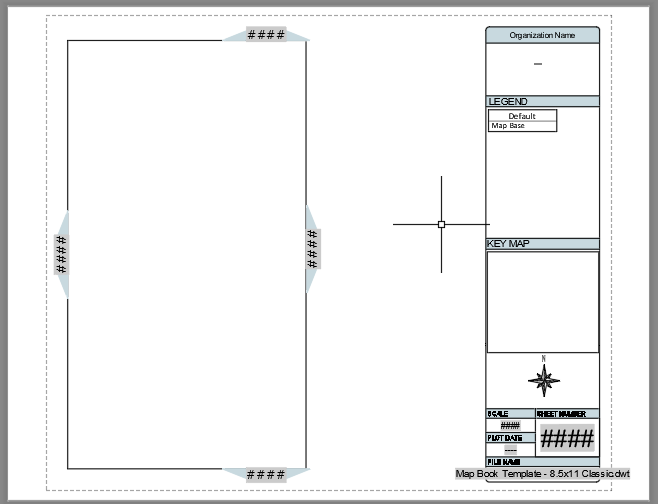 ####
Organization Name
----
LEGEND
Default
Map Base
####
####
KEY MAP
N
SCALE
SHEET NUMBER
####
####
PLOT DATE
----
FILE NAME
Map Book Template - 8.5x11 Classic.dwt
####